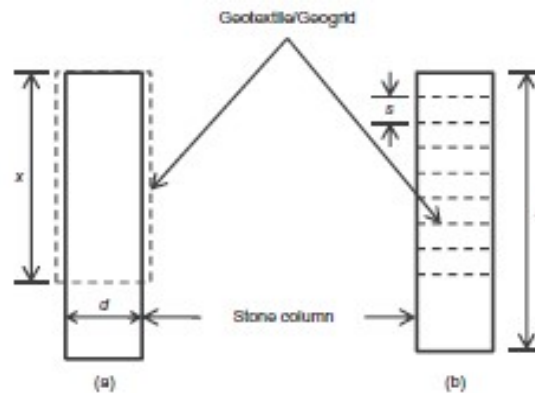 Geotextile/Geogrid
s
x
d
Stone column
(a)
(b)